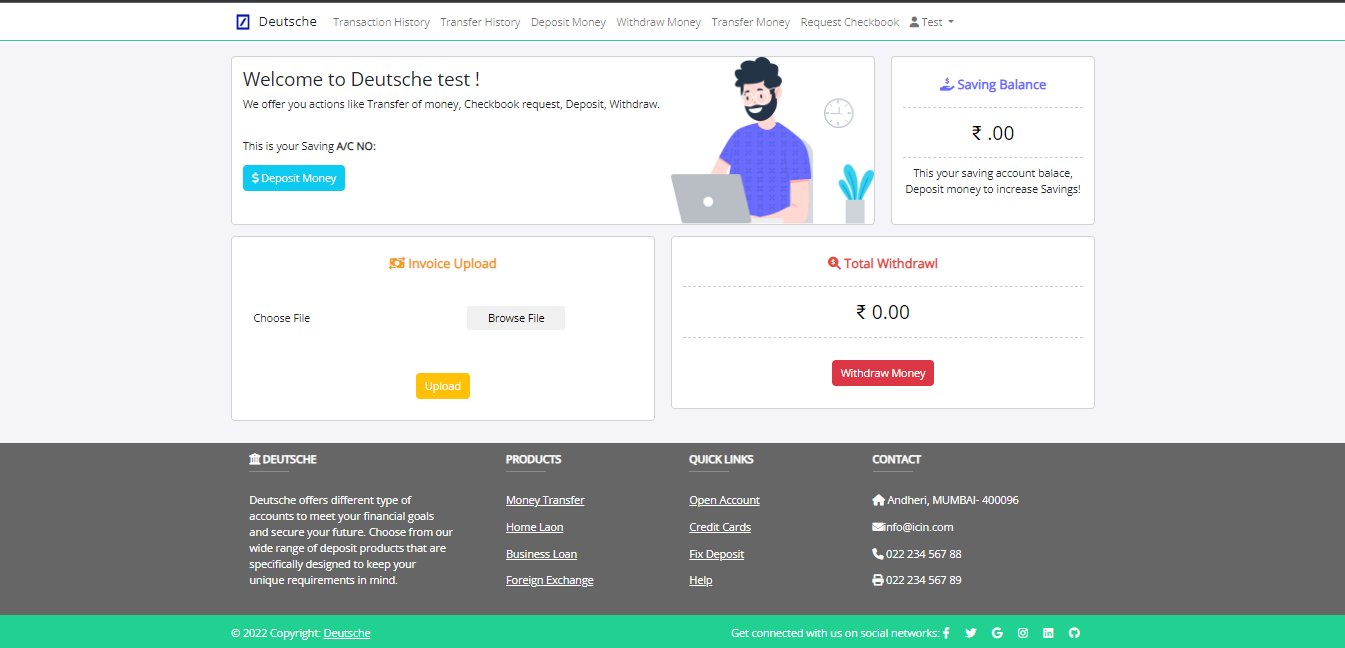 Deutsche Transaction History Transfer History Deposit Money Withdraw Money Transfer Money Request Checkbook Test
Welcome to Deutsche test !
We offer you actions like Transfer of money, Checkbook request, Deposit, Withdraw.
This is your Saving A/C NO:
$ Deposit Money
Saving Balance
₹ .00
This your saving account balace,
Deposit money to increase Savings!
Invoice Upload
Choose File
Browse File
Upload
Total Withdrawl
₹ 0.00
Withdraw Money
DEUTSCHE
Deutsche offers different type of
accounts to meet your financial goals
and secure your future. Choose from our
wide range of deposit products that are
specifically designed to keep your
unique requirements in mind.
PRODUCTS
Money Transfer
Home Laon
Business Loan
Foreign Exchange
QUICK LINKS
Open Account
Credit Cards
Fix Deposit
Help
CONTACT
Andheri, MUMBAI- 400096
info@icin.com
022 234 567 88
022 234 567 89
© 2022 Copyright: Deutsche
Get connected with us on social networks: